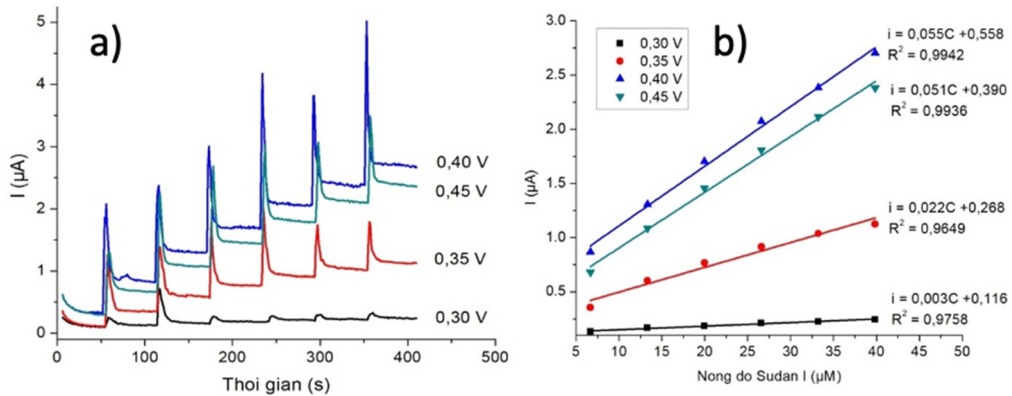 a)
I (µA)
5
4
3
2
1
0
0,40 V
0,45 V
0,35 V
0,30 V
0
100
200
300
400
500
Thoi gian (s)
b)
I (µA)
3.0
2.5
2.0
1.5
1.0
0.5
0,30 V
0,35 V
0,40 V
0,45 V
i = 0,055C +0,558
R² = 0,9942
i = 0,051C +0,390
R² = 0,9936
i = 0,022C +0,268
R² = 0,9649
i = 0,003C +0,116
R² = 0,9758
5
10
15
20
25
30
35
40
45
50
Nong do Sudan I (µM)